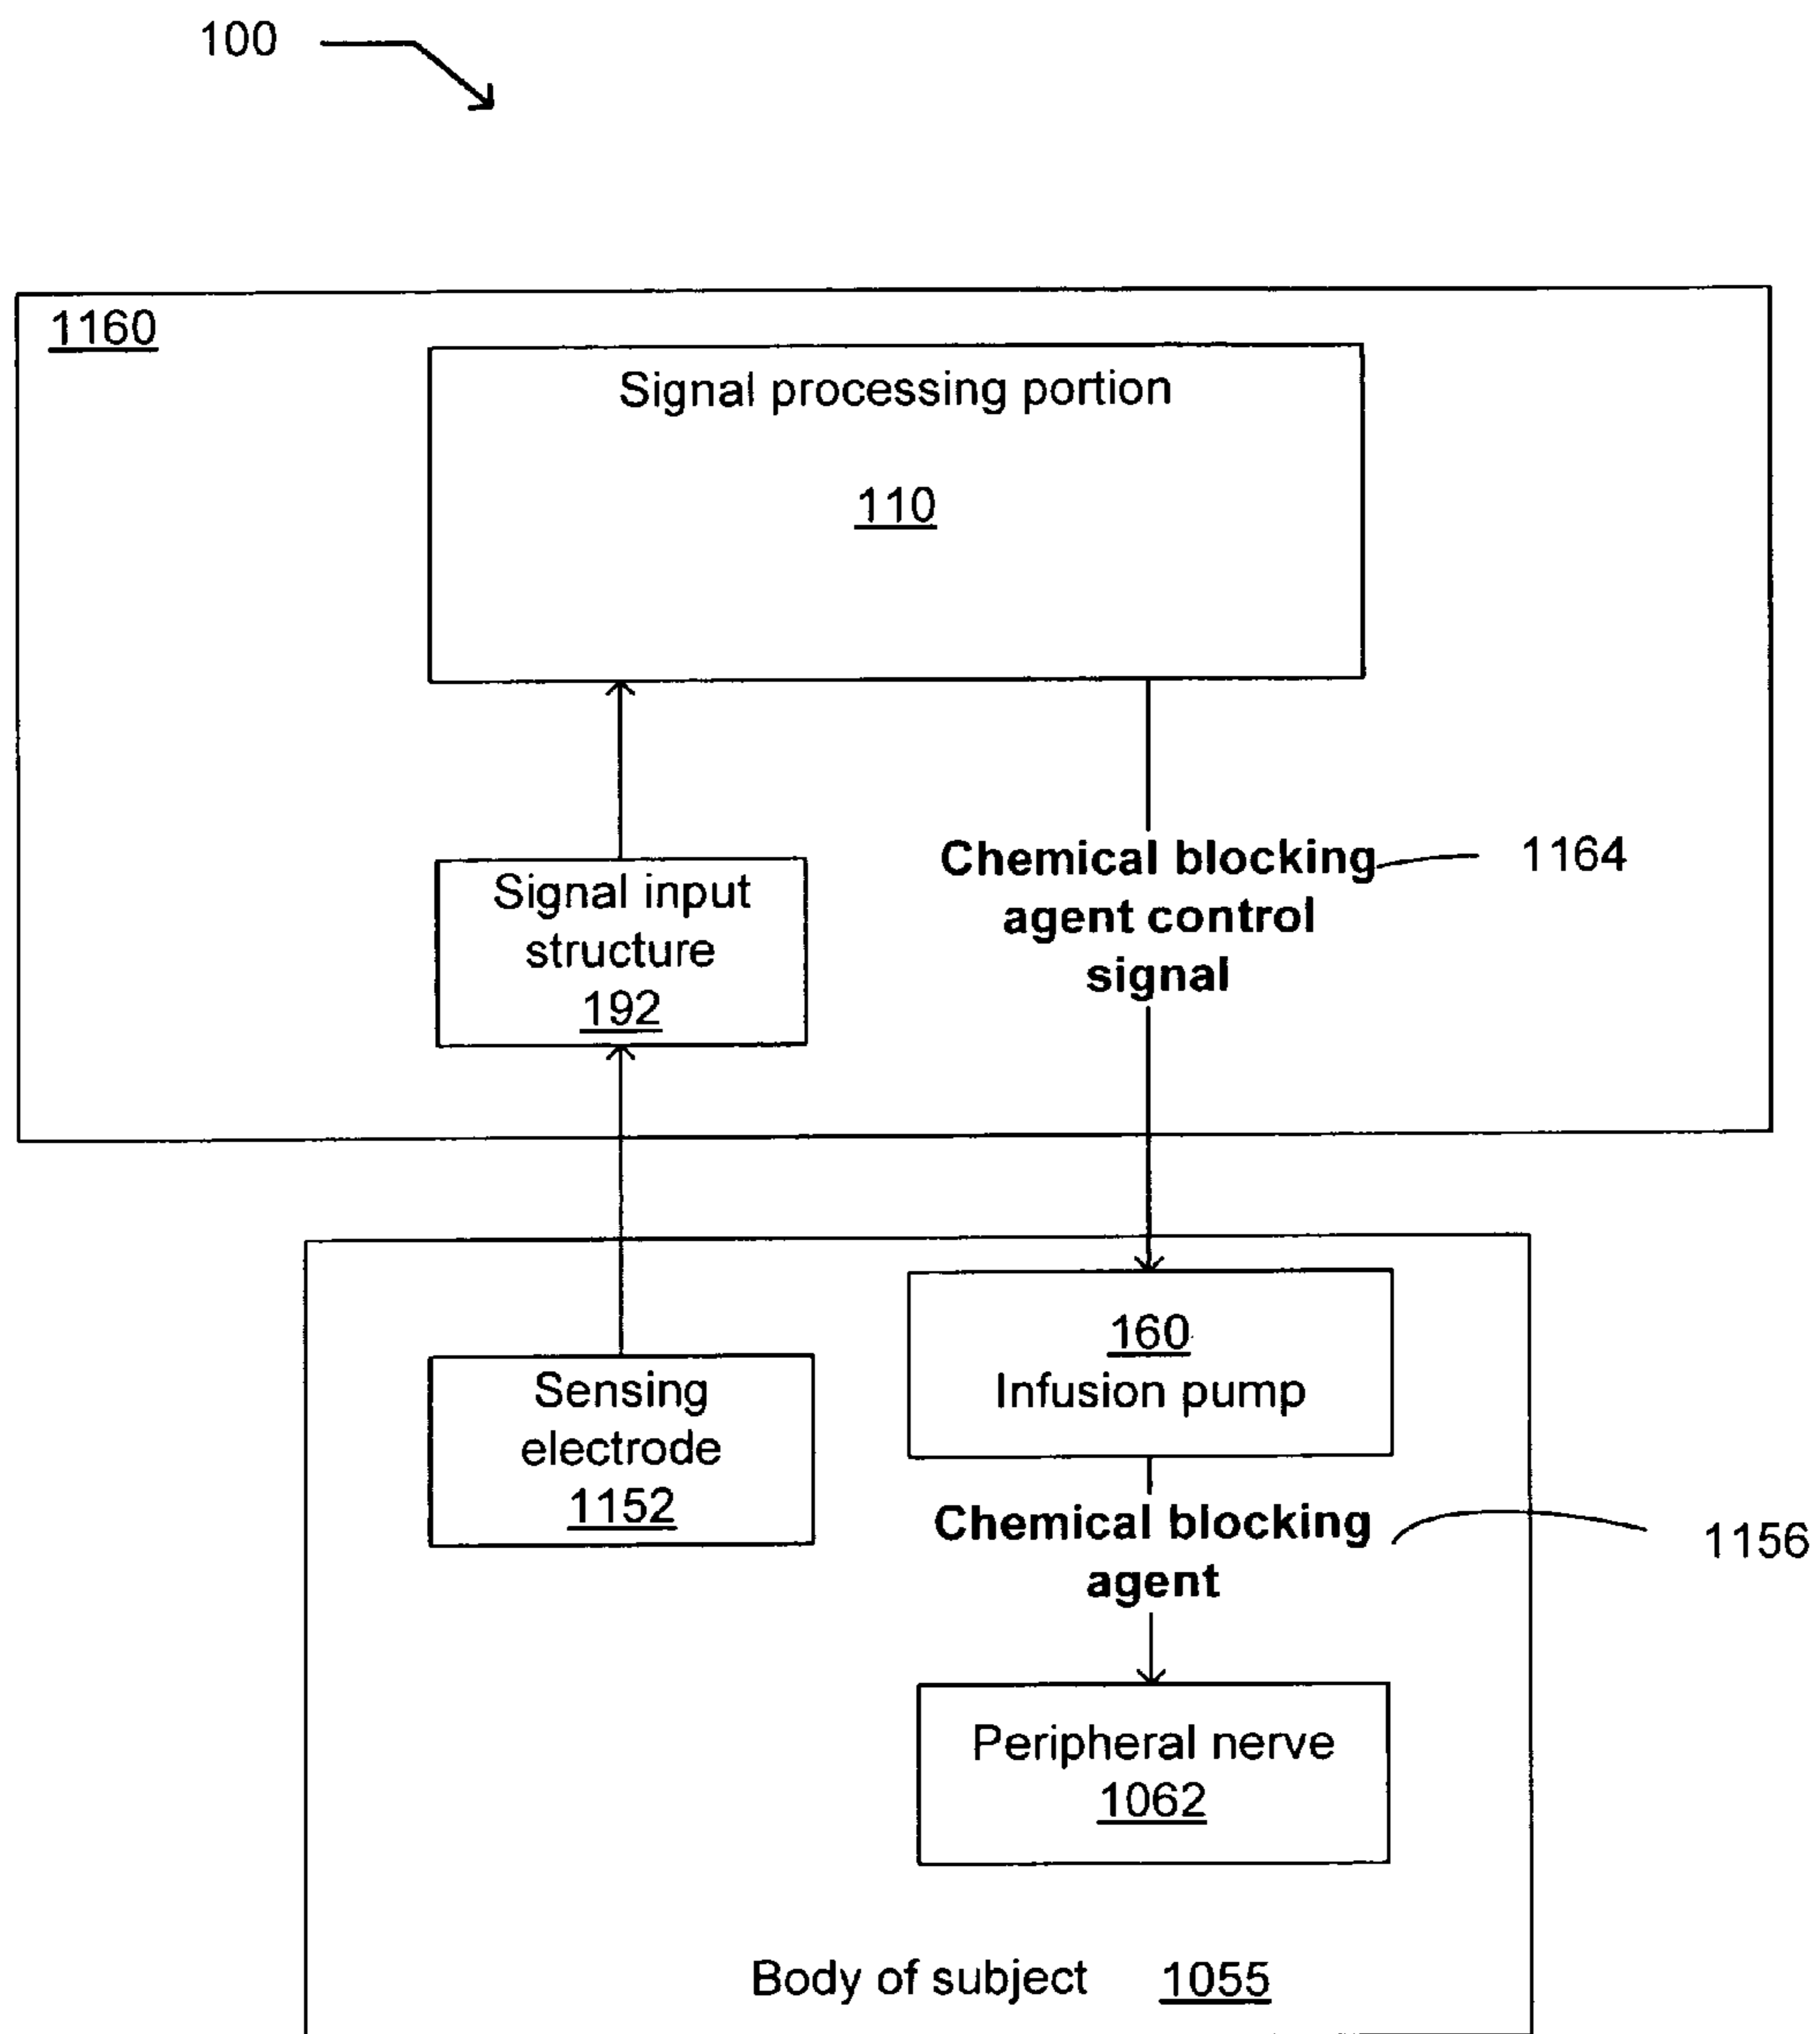 100
1160
Signal processing portion
110
Signal input
structure
192
Chemical blocking
agent control
signal
1164
160
Infusion pump
Sensing
electrode
1152
Chemical blocking
agent
1156
Peripheral nerve
1062
Body of subject 1055